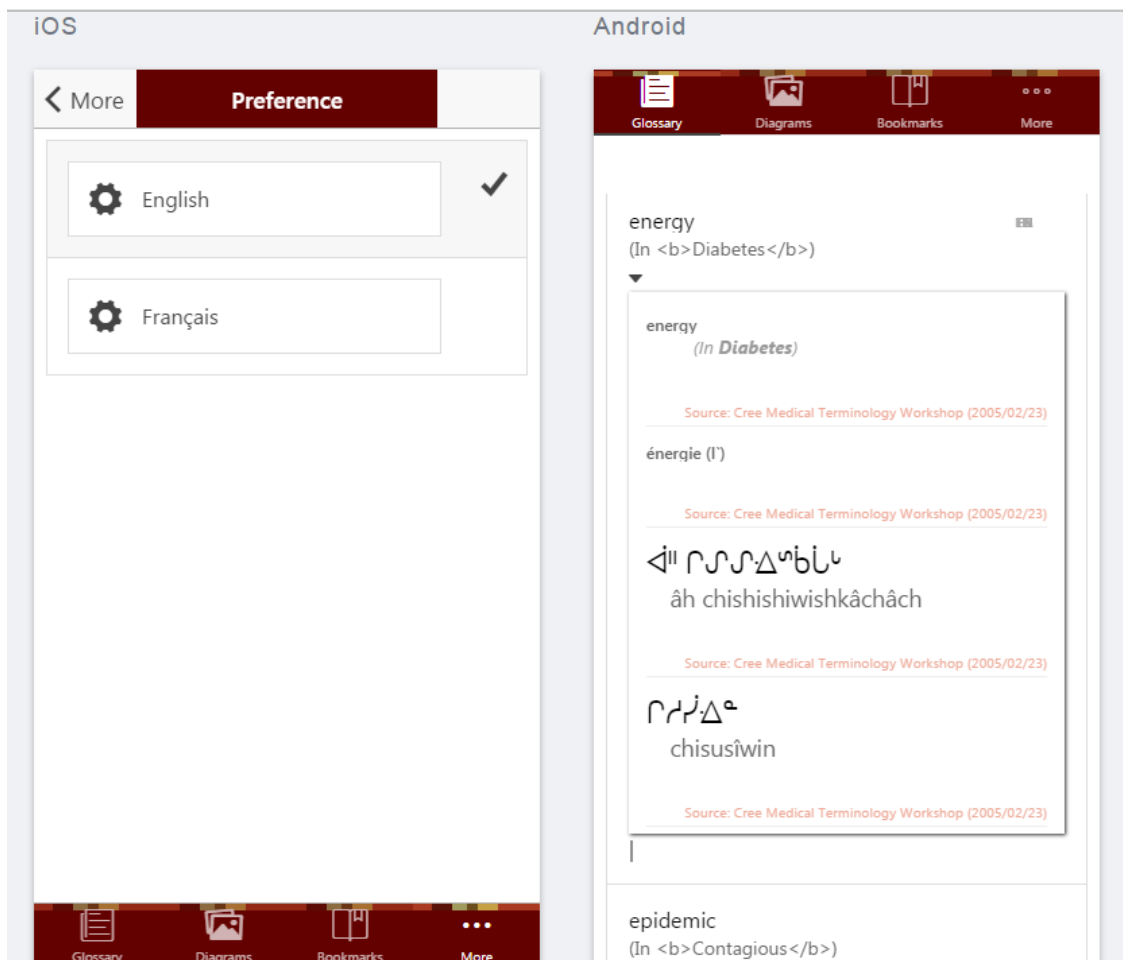 iOS
More
Preference
English
Français
Glossary
Diagrams
Bookmarks
More
Android
Glossary
Diagrams
Bookmarks
More
energy
(In <b>Diabetes</b>)
energy
(In Diabetes)
Source: Cree Medical Terminology Workshop (2005/02/23)
énergie (l`)
Source: Cree Medical Terminology Workshop (2005/02/23)
ᐋᐦ ᒋᔑᔑᐧᐃᔥᑳᒑᒡ
âh chishishiwishkâchâch
Source: Cree Medical Terminology Workshop (2005/02/23)
ᒋᓱᓰᐧᐃᓐ
chisusîwin
Source: Cree Medical Terminology Workshop (2005/02/23)
epidemic
(In <b>Contagious</b>)